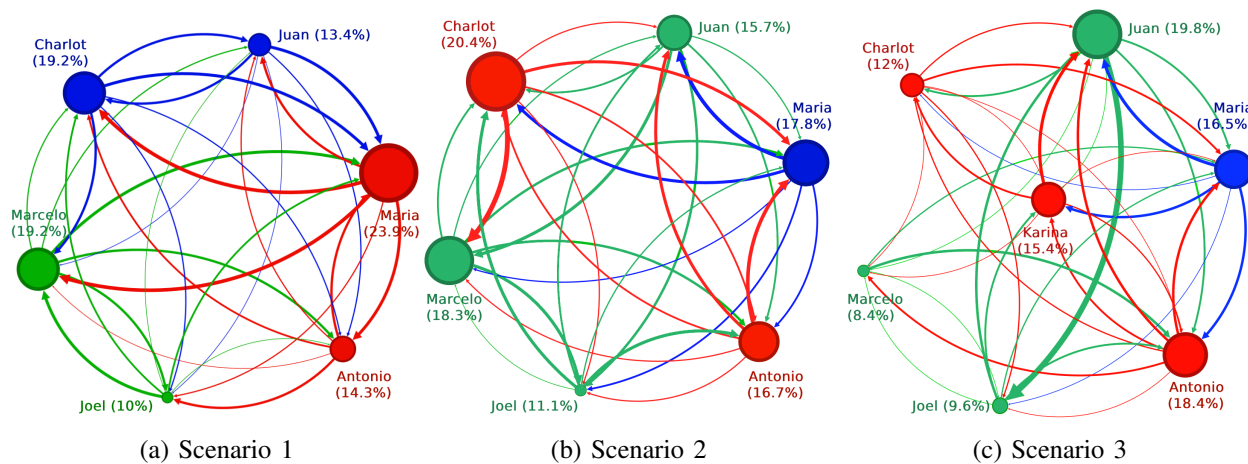 Charlot
(19.2%)
Juan (13.4%)
Marcelo
(19.2%)
Maria
(23.9%)
Antonio
(14.3%)
Joel (10%)
(a) Scenario 1
Charlot
(20.4%)
Juan (15.7%)
Maria
(17.8%)
Marcelo
(18.3%)
Antonio
(16.7%)
Joel (11.1%)
(b) Scenario 2
Juan (19.8%)
Charlot
(12%)
Maria
(16.5%)
Karina
(15.4%)
Marcelo
(8.4%)
Antonio
(18.4%)
Joel (9.6%)
(c) Scenario 3